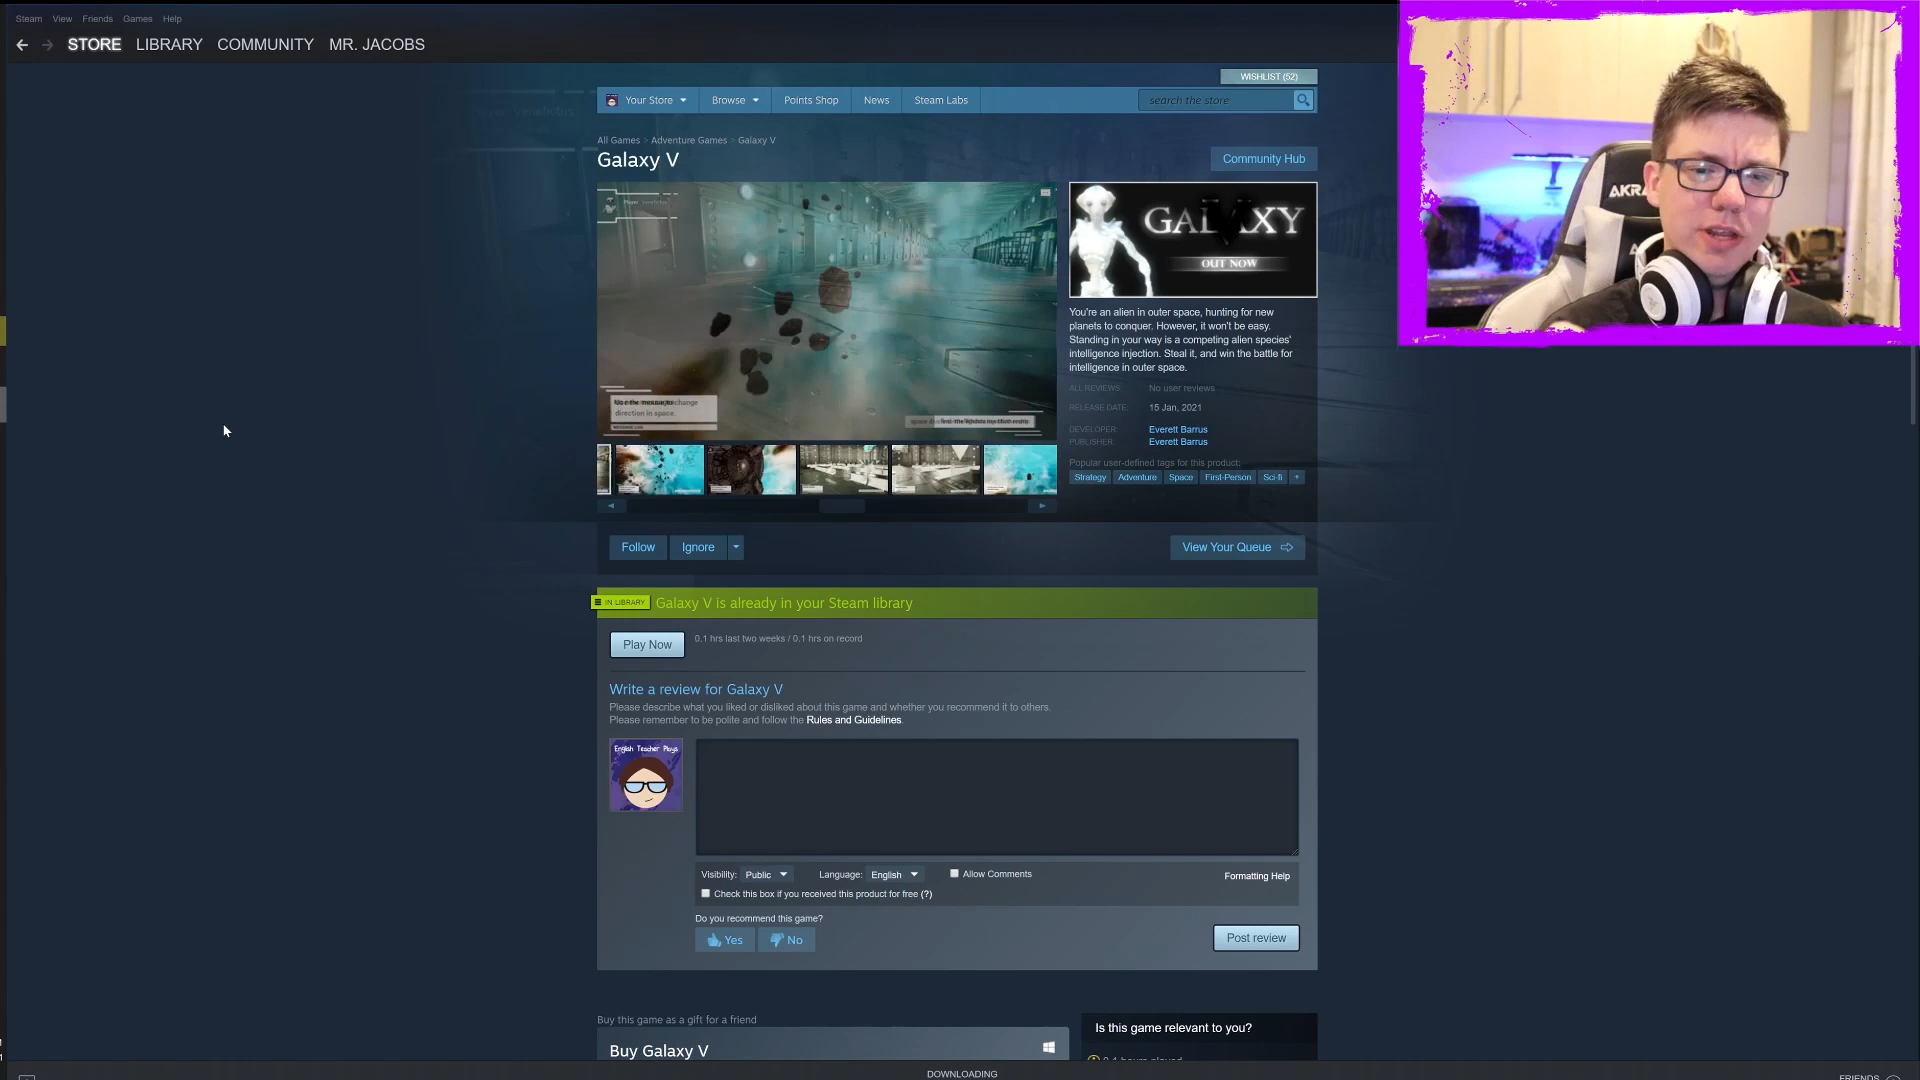 Steam View Friends Games Help
STORE LIBRARY COMMUNITY MR. JACOBS
WISHLIST (52)
Your Store Browse Points Shop News Steam Labs search the store
All Games > Adventure Games > Galaxy V
Galaxy V
Community Hub
Player
direction in space.
GALAXY
OUT NOW
You're an alien in outer space, hunting for new
planets to conquer. However, it won't be easy.
Standing in your way is a competing alien species'
intelligence injection. Steal it, and win the battle for
intelligence in outer space.
ALL REVIEWS: No user reviews
RELEASE DATE: 15 Jan, 2021
DEVELOPER: Everett Barrus
PUBLISHER: Everett Barrus
Popular user-defined tags for this product:
Strategy Adventure Space First-Person Sci-fi +
Follow Ignore
View Your Queue
IN LIBRARY Galaxy V is already in your Steam library
Play Now 0.1 hrs last two weeks / 0.1 hrs on record
Write a review for Galaxy V
Please describe what you liked or disliked about this game and whether you recommend it to others.
Please remember to be polite and follow the Rules and Guidelines.
English Teacher Plays
Visibility: Public Language: English Allow Comments Formatting Help
Check this box if you received this product for free (?)
Do you recommend this game?
Yes No
Post review
Buy this game as a gift for a friend
Buy Galaxy V
Is this game relevant to you?
DOWNLOADING
FRIENDS
AKR